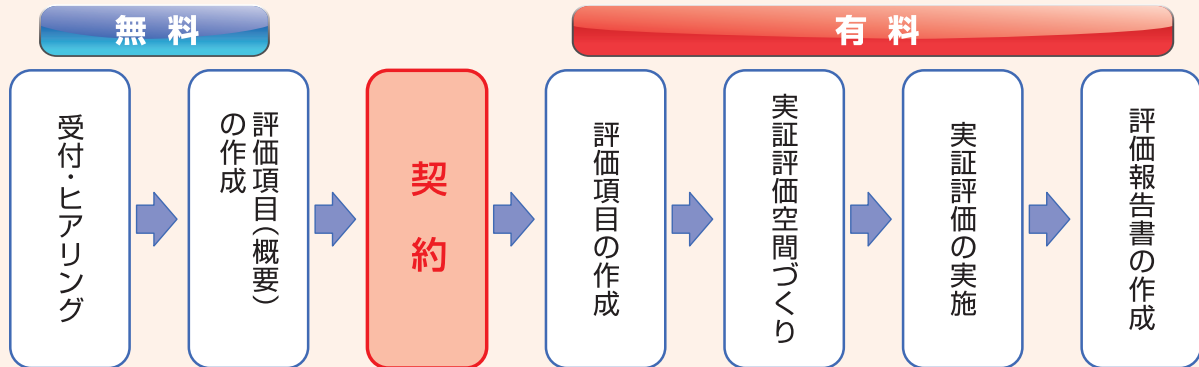 無料
有料
受付・ヒアリング
評価項目(概要)
の作成
契約
評価項目の作成
実証評価空間づくり
実証評価の実施
評価報告書の作成